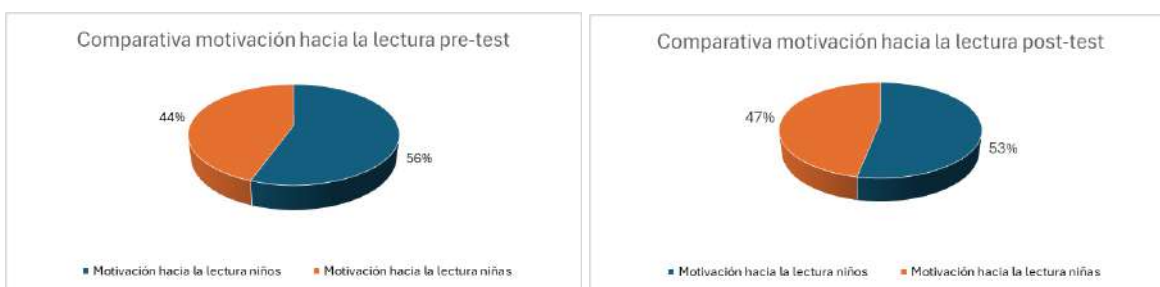 Comparativa motivación hacia la lectura pre-test
44%
56%
Motivación hacia la lectura niños
Motivación hacia la lectura niñas
Comparativa motivación hacia la lectura post-test
47%
53%
Motivación hacia la lectura niños
Motivación hacia la lectura niñas